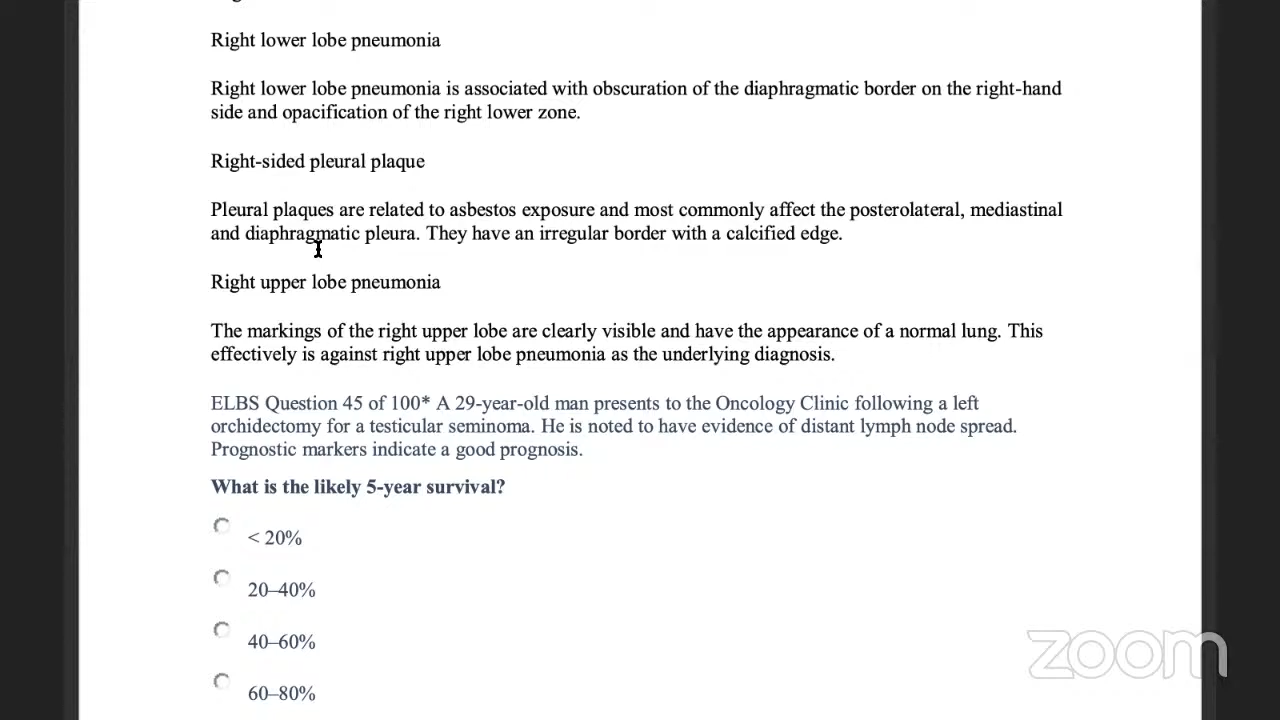 Right lower lobe pneumonia
Right lower lobe pneumonia is associated with obscuration of the diaphragmatic border on the right-hand
side and opacification of the right lower zone.
Right-sided pleural plaque
Pleural plaques are related to asbestos exposure and most commonly affect the posterolateral, mediastinal
and diaphragmatic pleura. They have an irregular border with a calcified edge.
Right upper lobe pneumonia
The markings of the right upper lobe are clearly visible and have the appearance of a normal lung. This
effectively is against right upper lobe pneumonia as the underlying diagnosis.
ELBS Question 45 of 100* A 29-year-old man presents to the Oncology Clinic following a left
orchidectomy for a testicular seminoma. He is noted to have evidence of distant lymph node spread.
Prognostic markers indicate a good prognosis.
What is the likely 5-year survival?
< 20%
20–40%
40–60%
60–80%
zoom